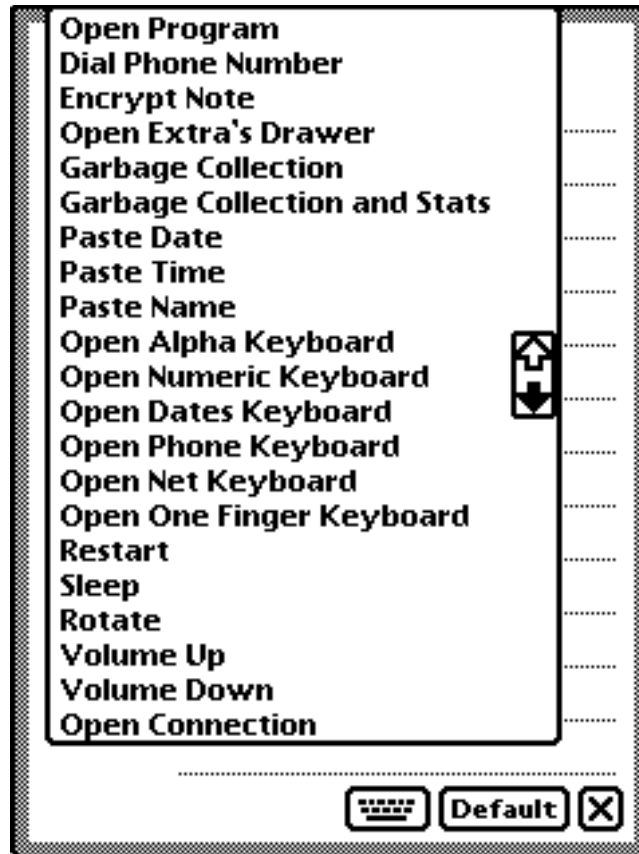 Open Program
Dial Phone Number
Encrypt Note
Open Extra's Drawer
Garbage Collection
Garbage Collection and Stats
Paste Date
Paste Time
Paste Name
Open Alpha Keyboard
Open Numeric Keyboard
Open Dates Keyboard
Open Phone Keyboard
Open Net Keyboard
Open One Finger Keyboard
Restart
Sleep
Rotate
Volume Up
Volume Down
Open Connection
Default